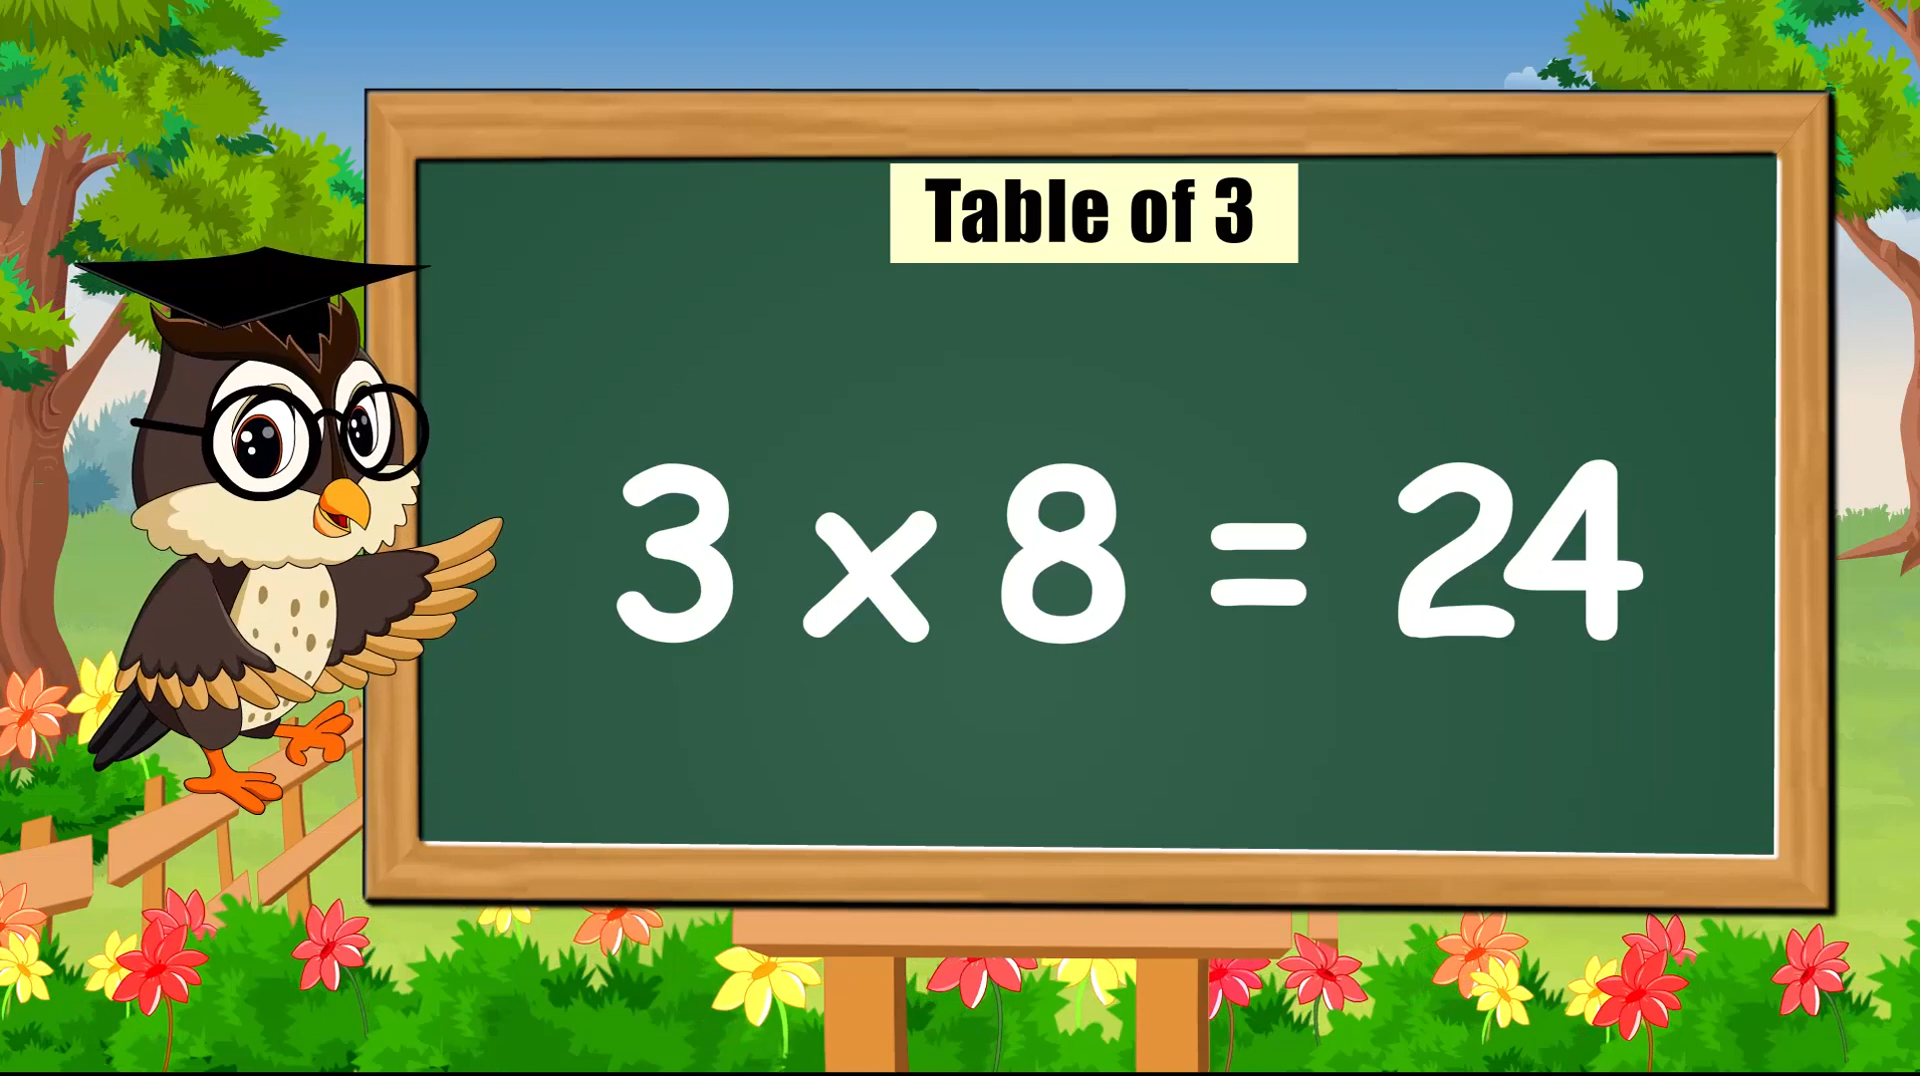 Table of 3
3 x 8 = 24